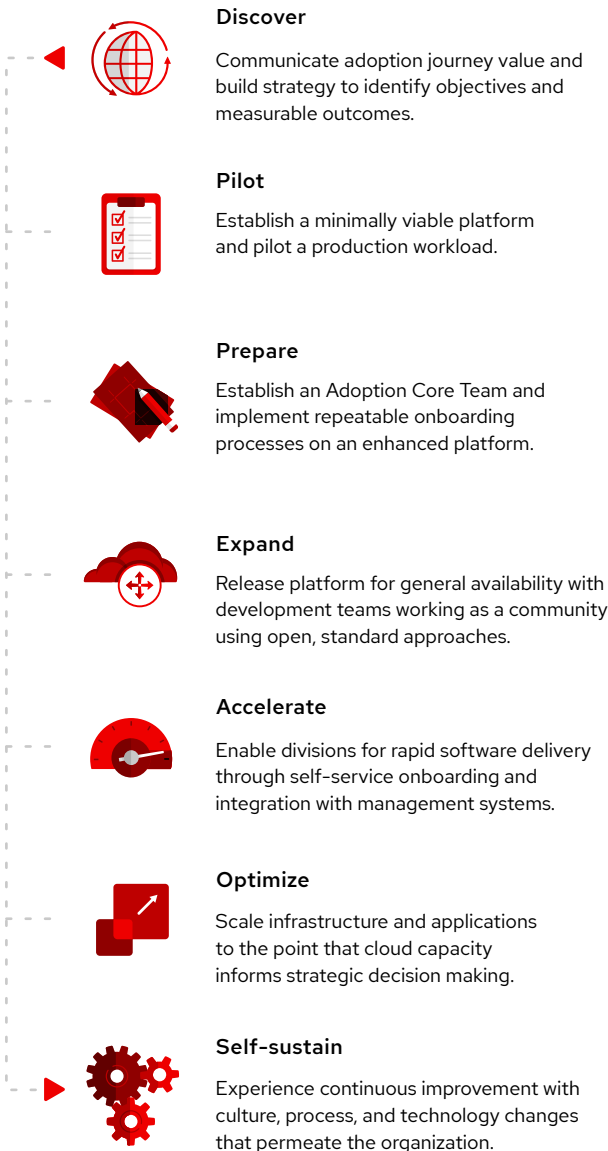 Discover
Communicate adoption journey value and
build strategy to identify objectives and
measurable outcomes.
Pilot
Establish a minimally viable platform
and pilot a production workload.
Prepare
Establish an Adoption Core Team and
implement repeatable onboarding
processes on an enhanced platform.
Expand
Release platform for general availability with
development teams working as a community
using open, standard approaches.
Accelerate
Enable divisions for rapid software delivery
through self-service onboarding and
integration with management systems.
Optimize
Scale infrastructure and applications
to the point that cloud capacity
informs strategic decision making.
Self-sustain
Experience continuous improvement with
culture, process, and technology changes
that permeate the organization.